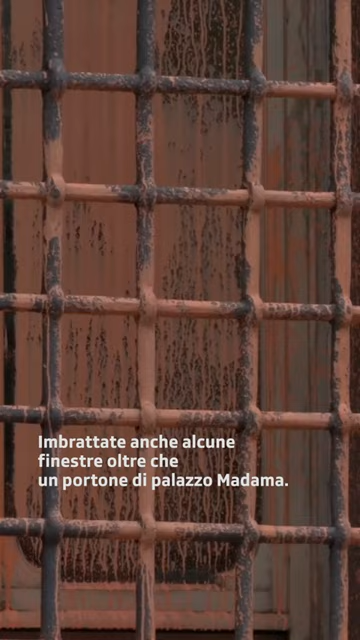 Imbrattate anche alcune
finestre oltre che
un portone di palazzo Madama.